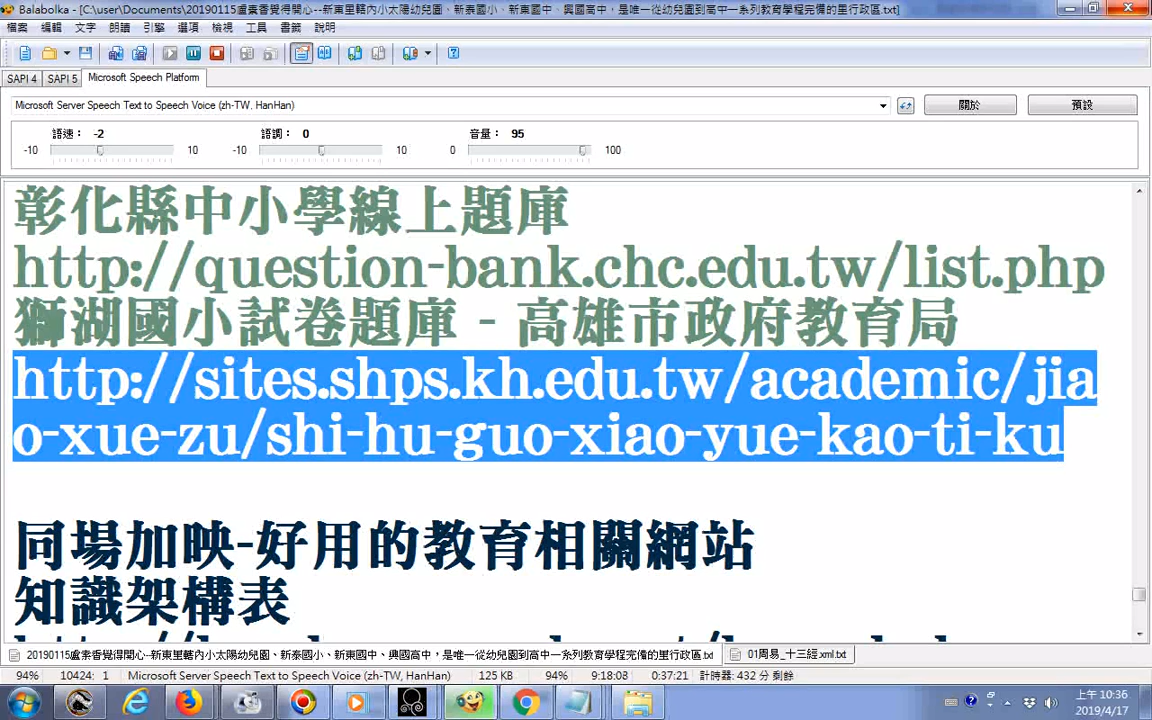 Balabolka - [C:\user\Documents\20190115盧素香覺得開心--新東里轄內小太陽幼兒園、新泰國小、新東國中、興國高中，是唯一從幼兒園到高中一系列教育學程完備的里行政區.txt]
檔案 編輯 文字 朗讀 引擎 選項 檢視 工具 書籤 說明
SAPI 4 SAPI 5 Microsoft Speech Platform
Microsoft Server Speech Text to Speech Voice (zh-TW, HanHan) 關於 預設
語速： -2 語調： 0 音量： 95
-10 10 -10 10 0 100
彰化縣中小學線上題庫
http://question-bank.chc.edu.tw/list.php
獅湖國小試卷題庫 - 高雄市政府教育局
http://sites.shps.kh.edu.tw/academic/jia
o-xue-zu/shi-hu-guo-xiao-yue-kao-ti-ku
同場加映-好用的教育相關網站
知識架構表
20190115盧素香覺得開心--新東里轄內小太陽幼兒園、新泰國小、新東國中、興國高中，是唯一從幼兒園到高中一系列教育學程完備的里行政區.txt 01周易_十三經.xml.txt
94% 10424: 1 Microsoft Server Speech Text to Speech Voice (zh-TW, HanHan) 125 KB 94% 9:18:08 0:37:21 計時器: 432 分 剩餘
上午 10:36
2019/4/17